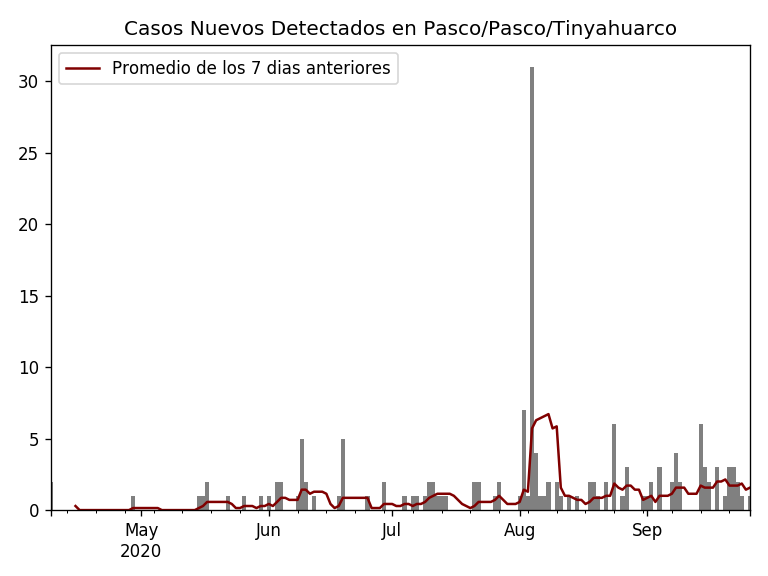 Casos Nuevos Detectados en Pasco/Pasco/Tinyahuarco
Promedio de los 7 dias anteriores
30
25
20
15
10
5
0
May Jun Jul Aug Sep
2020